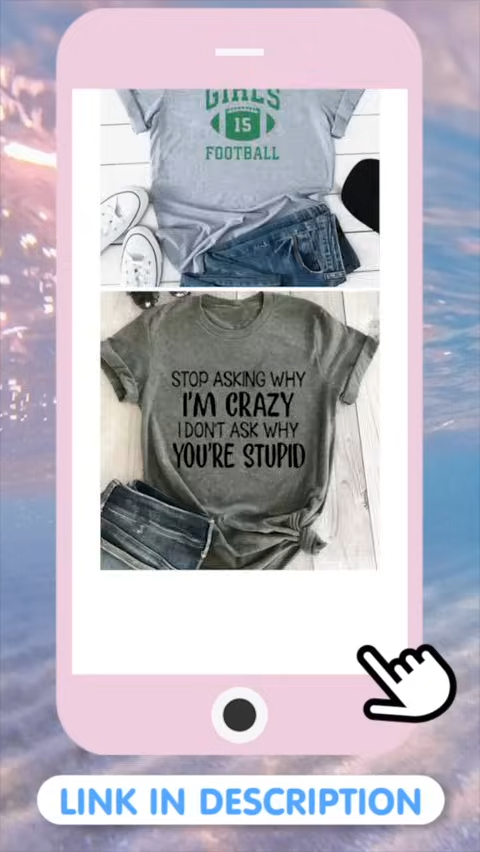 GIRLS
15
FOOTBALL
STOP ASKING WHY
I'M CRAZY
I DON'T ASK WHY
YOU'RE STUPID
LINK IN DESCRIPTION